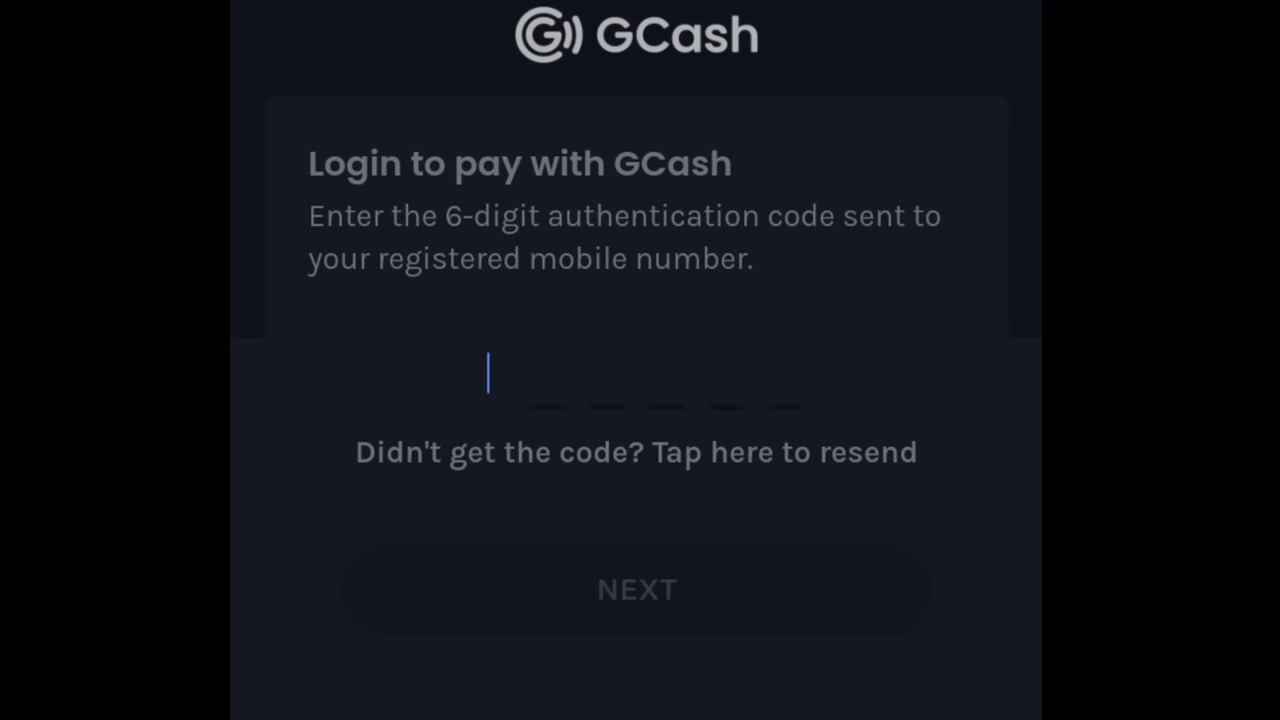 GCash
Login to pay with GCash
Enter the 6-digit authentication code sent to
your registered mobile number.
Didn't get the code? Tap here to resend
NEXT